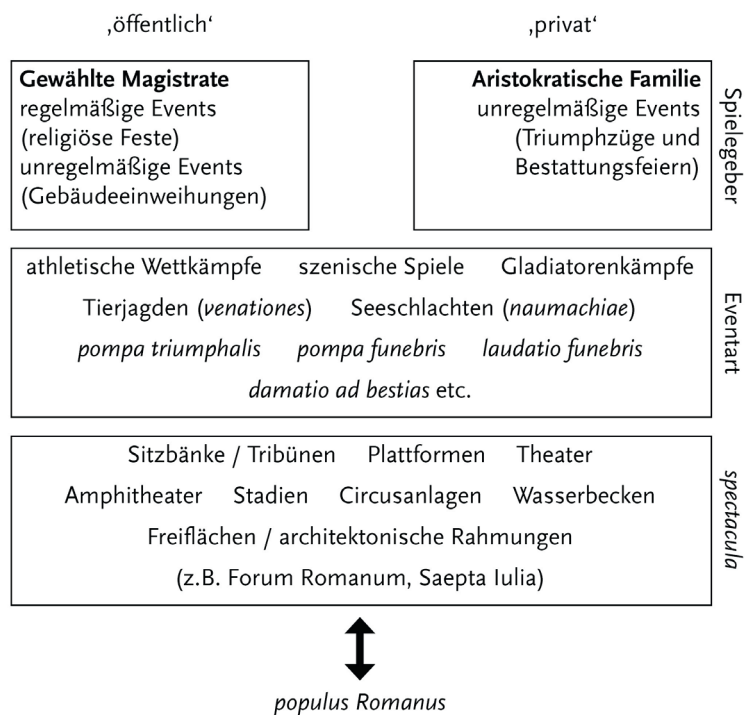 ‚öffentlich‘
‚privat‘
Gewählte Magistrate
regelmäßige Events
(religiöse Feste)
unregelmäßige Events
(Gebäudeeinweihungen)
Aristokratische Familie
unregelmäßige Events
(Triumphzüge und
Bestattungsfeiern)
Spielegeber
athletische Wettkämpfe szenische Spiele Gladiatorenkämpfe
Tierjagden (venationes) Seeschlachten (naumachiae)
pompa triumphalis pompa funebris laudatio funebris
damatio ad bestias etc.
Eventart
Sitzbänke / Tribünen Plattformen Theater
Amphitheater Stadien Circusanlagen Wasserbecken
Freiflächen / architektonische Rahmungen
(z.B. Forum Romanum, Saepta Iulia)
spectacula
populus Romanus